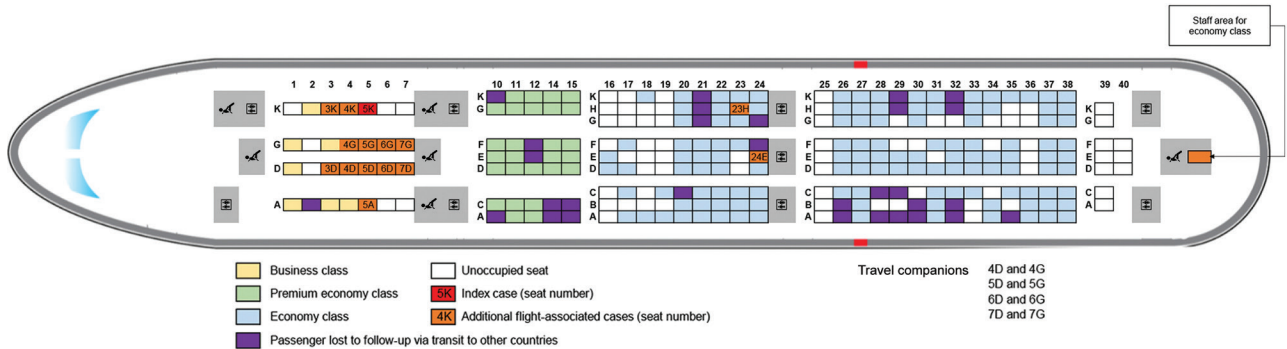 Staff area for
economy class
1 2 3 4 5 6 7 10 11 12 14 15 16 17 18 19 20 21 22 23 24 25 26 27 28 29 30 31 32 33 34 35 36 37 38 39 40
K 3K 4K 5K K K K K
G H 23H H H
G G
G 4G 5G 6G 7G F F F F
E E 24E E E
D 3D 4D 5D 6D 7D D D D D
A 5A C C C C
A B B
A A A
Business class
Premium economy class
Economy class
Passenger lost to follow-up via transit to other countries
Unoccupied seat
5K Index case (seat number)
4K Additional flight-associated cases (seat number)
Travel companions
4D and 4G
5D and 5G
6D and 6G
7D and 7G